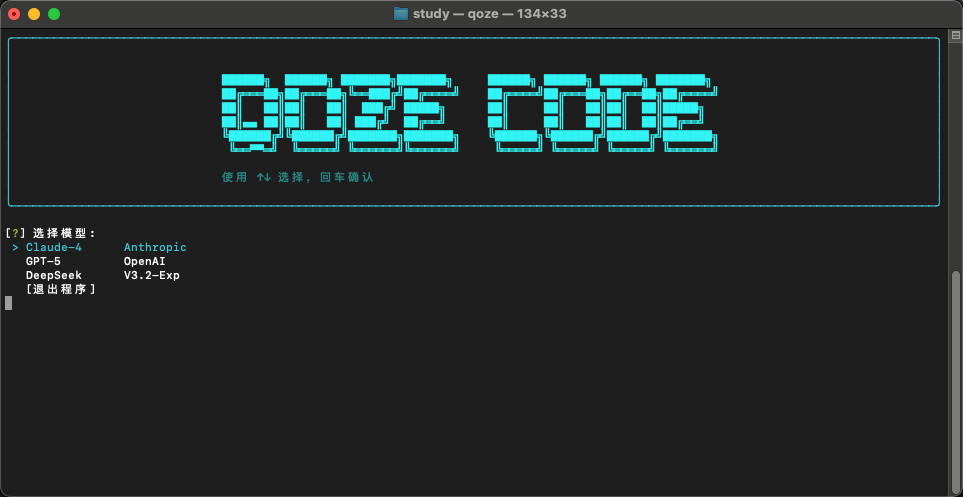 study — qoze — 134×33
QOZE CODE
使用 ↑↓ 选择, 回车确认
[?] 选择模型:
> Claude-4 Anthropic
GPT-5 OpenAI
DeepSeek V3.2-Exp
[退出程序]